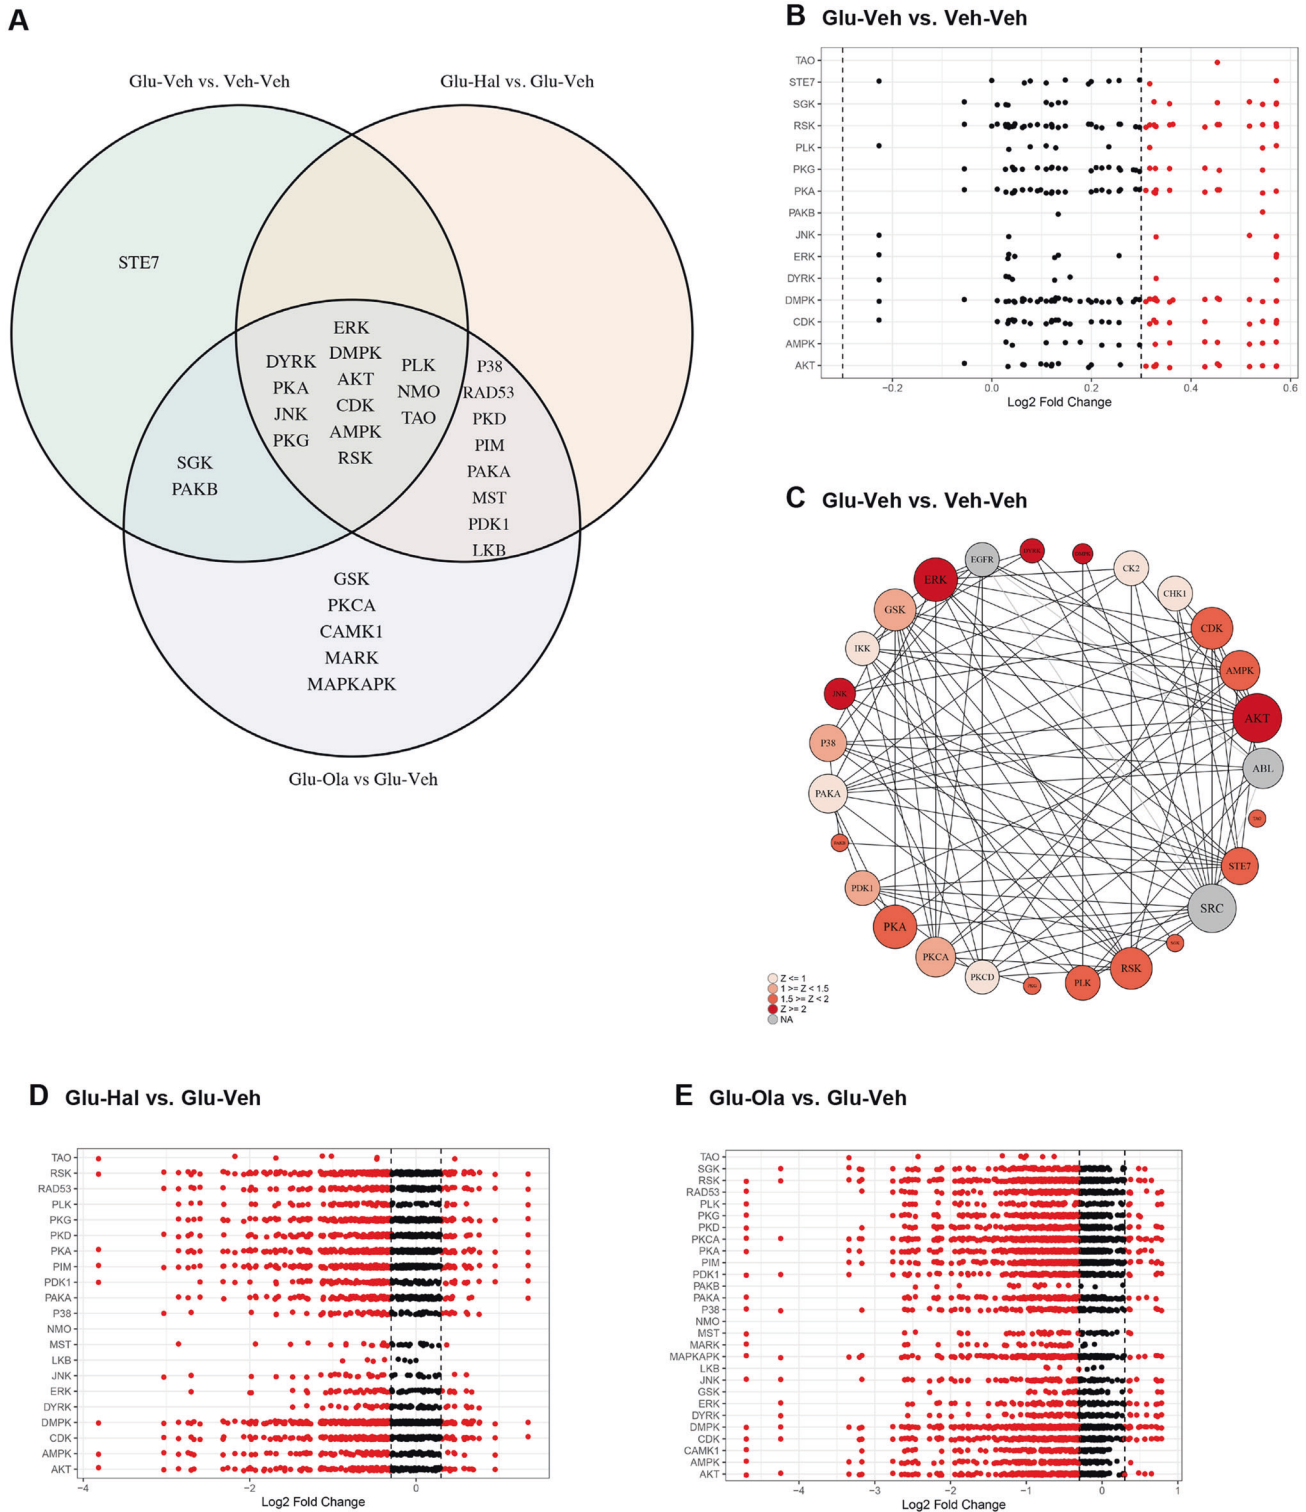 A
Glu-Veh vs. Veh-Veh
Glu-Hal vs. Glu-Veh
STE7
ERK
DMPK
AKT
CDK
AMPK
RSK
DYRK
PKA
JNK
PKG
PLK
NMO
TAO
P38
RAD53
PKD
PIM
PAKA
MST
PDK1
LKB
SGK
PAKB
GSK
PKCA
CAMK1
MARK
MAPKAPK
Glu-Ola vs Glu-Veh
B Glu-Veh vs. Veh-Veh
TAO
STE7
SGK
RSK
PLK
PKG
PKA
PAKB
JNK
ERK
DYRK
DMPK
CDK
AMPK
AKT
−0.2 0.0 0.2 0.4 0.6
Log2 Fold Change
C Glu-Veh vs. Veh-Veh
EGFR
DYRK
DMPK
CK2
CHK1
CDK
AMPK
AKT
ABL
STE7
SRC
RSK
PLK
PKCD
PKCA
PKA
PDK1
PAKA
P38
JNK
IKK
GSK
ERK
Z <= 1
1 >= Z < 1.5
1.5 >= Z < 2
Z >= 2
NA
D Glu-Hal vs. Glu-Veh
TAO
RSK
RAD53
PLK
PKG
PKD
PKA
PIM
PDK1
PAKA
P38
NMO
MST
LKB
JNK
ERK
DYRK
DMPK
CDK
AMPK
AKT
−4 −2 0
Log2 Fold Change
E Glu-Ola vs. Glu-Veh
TAO
SGK
RSK
RAD53
PLK
PKG
PKD
PKCA
PKA
PIM
PDK1
PAKB
PAKA
P38
NMO
MST
MARK
MAPKAPK
LKB
JNK
GSK
ERK
DYRK
DMPK
CDK
CAMK1
AMPK
AKT
−4 −3 −2 −1 0 1
Log2 Fold Change